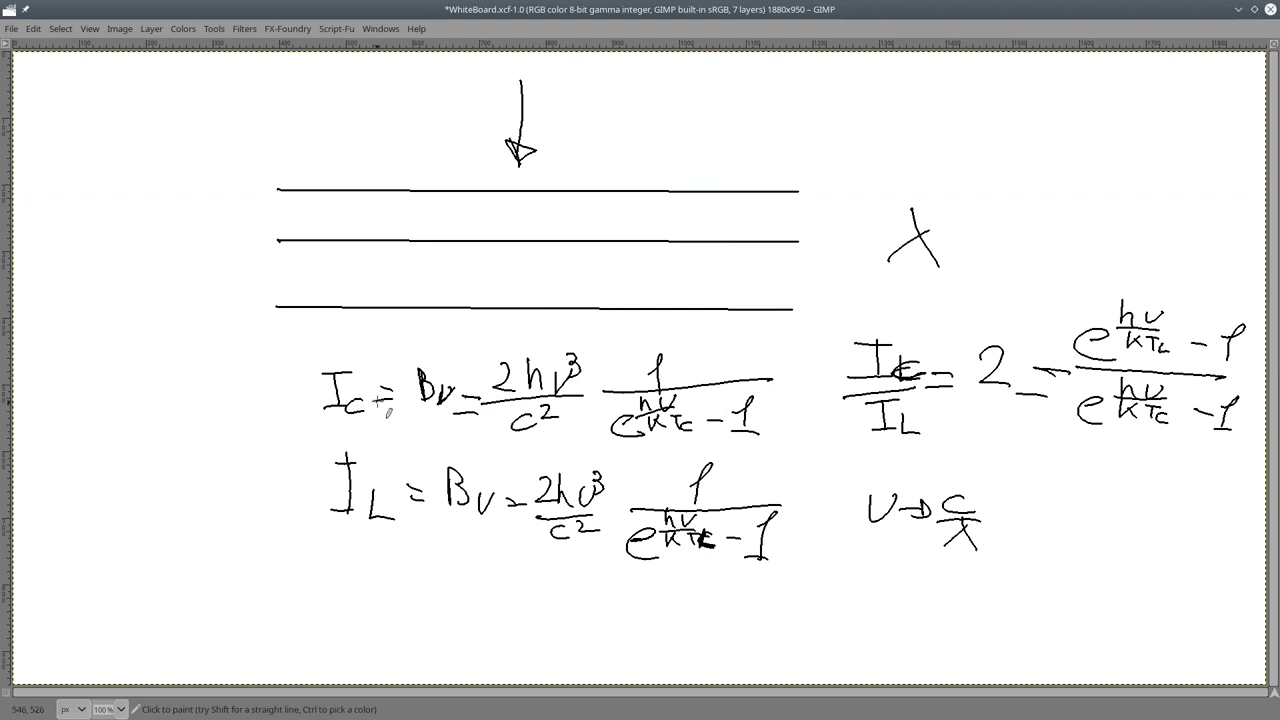 *WhiteBoard.xcf-1.0 (RGB color 8-bit gamma integer, GIMP built-in sRGB, 7 layers) 1880x950 – GIMP
File Edit Select View Image Layer Colors Tools Filters FX-Foundry Script-Fu Windows Help
λ
I_c = B_ν = 2hν³/c² 1/(e^(hν/kT_c) - 1)
I_c/I_L = 2 = (e^(hν/kT_L) - 1)/(e^(hν/kT_c) - 1)
I_L = B_ν = 2hν³/c² 1/(e^(hν/kT_L) - 1)
ν → c/λ
546, 526 px 100% Click to paint (try Shift for a straight line, Ctrl to pick a color)